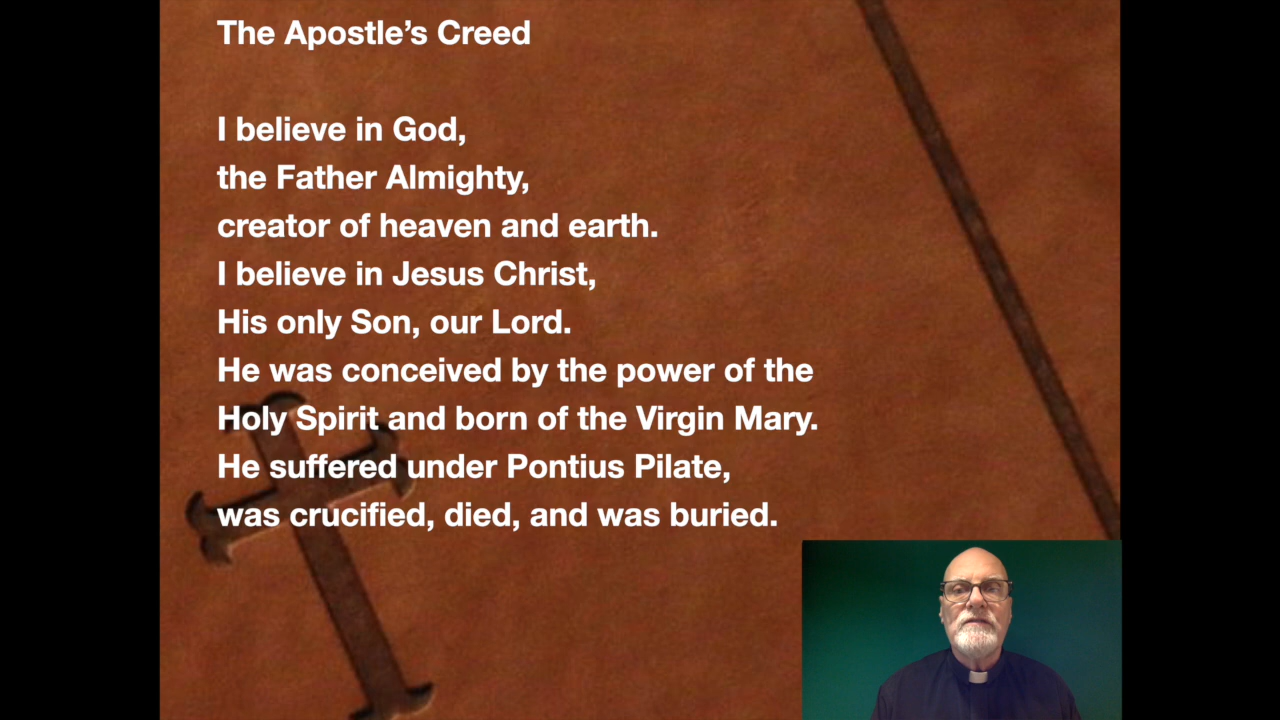 The Apostle’s Creed
I believe in God,
the Father Almighty,
creator of heaven and earth.
I believe in Jesus Christ,
His only Son, our Lord.
He was conceived by the power of the
Holy Spirit and born of the Virgin Mary.
He suffered under Pontius Pilate,
was crucified, died, and was buried.